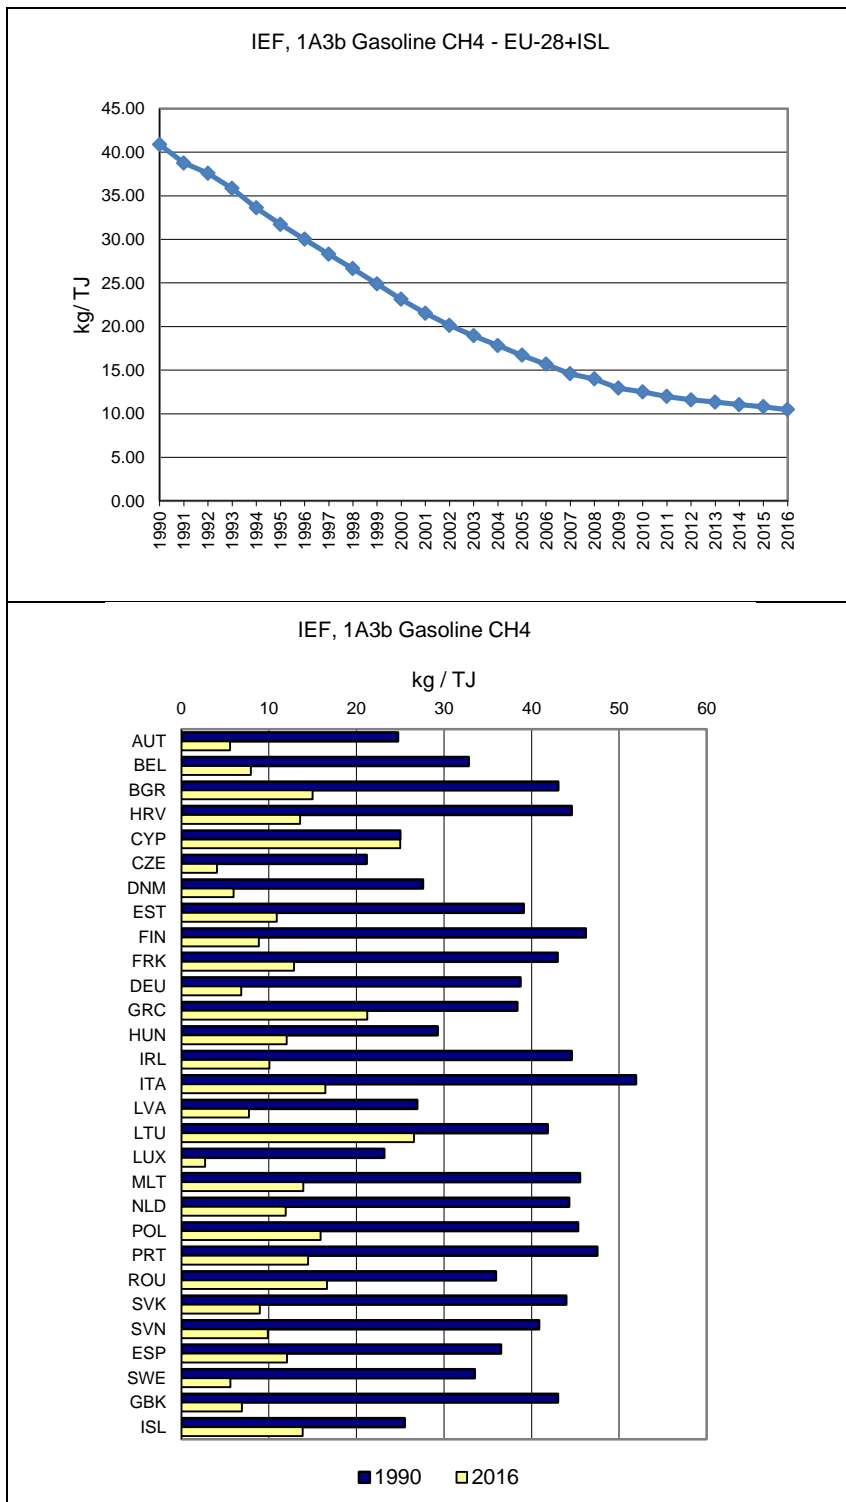 IEF, 1A3b Gasoline CH4 - EU-28+ISL
45.00
40.00
35.00
30.00
25.00
20.00
15.00
10.00
5.00
0.00
kg/ TJ
1990 1991 1992 1993 1994 1995 1996 1997 1998 1999 2000 2001 2002 2003 2004 2005 2006 2007 2008 2009 2010 2011 2012 2013 2014 2015 2016
IEF, 1A3b Gasoline CH4
kg / TJ
0 10 20 30 40 50 60
AUT
BEL
BGR
HRV
CYP
CZE
DNM
EST
FIN
FRK
DEU
GRC
HUN
IRL
ITA
LVA
LTU
LUX
MLT
NLD
POL
PRT
ROU
SVK
SVN
ESP
SWE
GBK
ISL
1990 2016